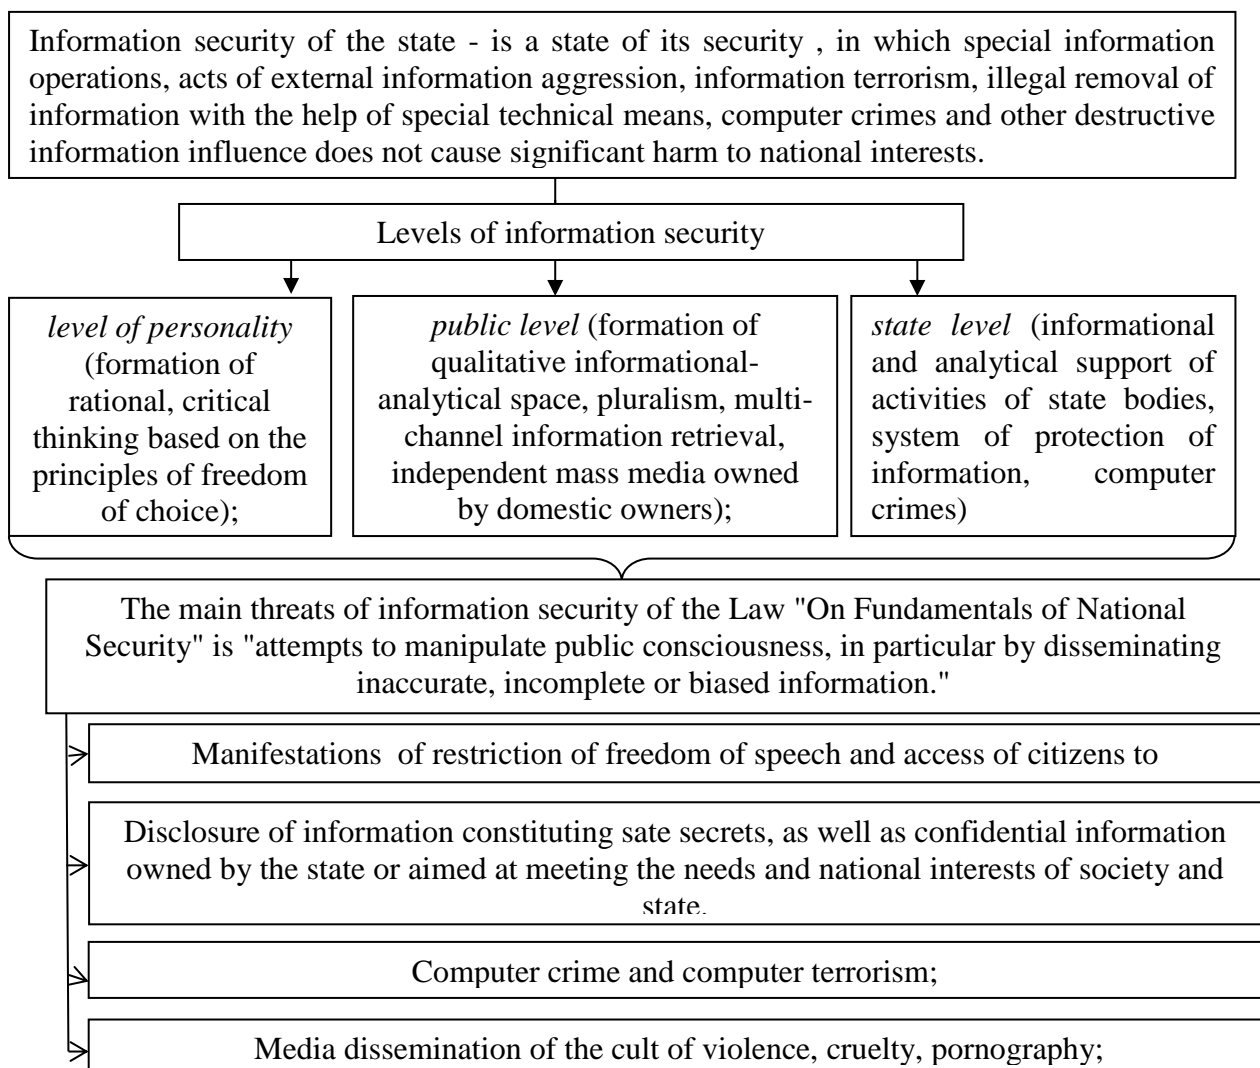 Information security of the state - is a state of its security , in which special information
operations, acts of external information aggression, information terrorism, illegal removal of
information with the help of special technical means, computer crimes and other destructive
information influence does not cause significant harm to national interests.
Levels of information security
level of personality
(formation of
rational, critical
thinking based on the
principles of freedom
of choice);
public level (formation of
qualitative informational-
analytical space, pluralism, multi-
channel information retrieval,
independent mass media owned
by domestic owners);
state level (informational
and analytical support of
activities of state bodies,
system of protection of
information, computer
crimes)
The main threats of information security of the Law "On Fundamentals of National
Security" is "attempts to manipulate public consciousness, in particular by disseminating
inaccurate, incomplete or biased information."
Manifestations of restriction of freedom of speech and access of citizens to
Disclosure of information constituting sate secrets, as well as confidential information
owned by the state or aimed at meeting the needs and national interests of society and
state.
Computer crime and computer terrorism;
Media dissemination of the cult of violence, cruelty, pornography;